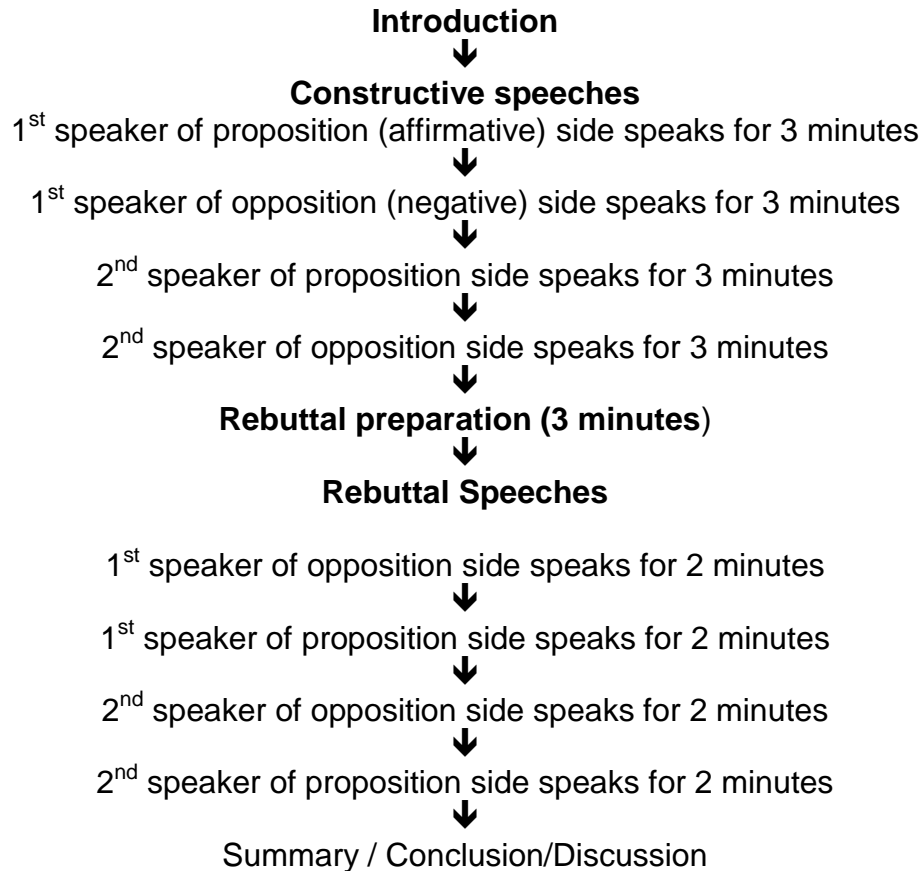 Introduction
Constructive speeches
1st speaker of proposition (affirmative) side speaks for 3 minutes
1st speaker of opposition (negative) side speaks for 3 minutes
2nd speaker of proposition side speaks for 3 minutes
2nd speaker of opposition side speaks for 3 minutes
Rebuttal preparation (3 minutes)
Rebuttal Speeches
1st speaker of opposition side speaks for 2 minutes
1st speaker of proposition side speaks for 2 minutes
2nd speaker of opposition side speaks for 2 minutes
2nd speaker of proposition side speaks for 2 minutes
Summary / Conclusion/Discussion